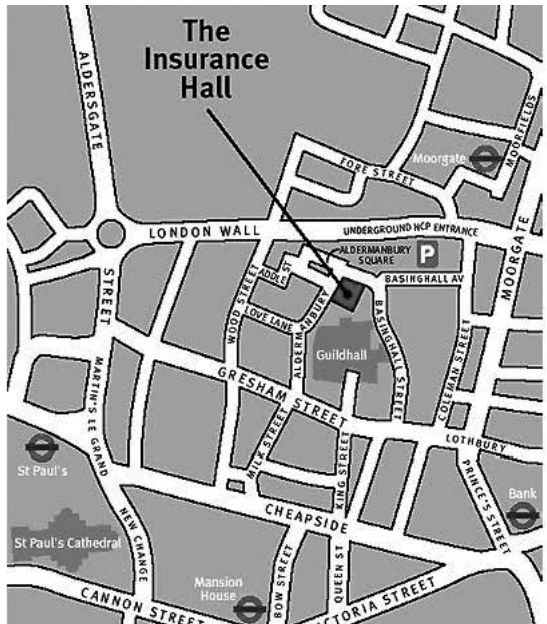 The
Insurance
Hall
ALDERSGATE
MOORFIELDS
Moorgate
FORE STREET
LONDON WALL
UNDERGROUND NCP ENTRANCE
MOORGATE
ALDERMANBURY
SQUARE
P
ADDLE ST
BASINGHALL AV
STREET
WOOD STREET
LOVE LANE
ALDERMANBURY
BASINGHALL STREET
COLEMAN STREET
Guildhall
MARTIN'S LE GRAND
GRESHAM STREET
LOTHBURY
MILK STREET
KING STREET
PRINCE'S STREET
St Paul's
Bank
CHEAPSIDE
NEW CHANGE
St Paul's Cathedral
Mansion
House
BOW STREET
QUEEN ST
CANNON STREET
CTORIA STREET